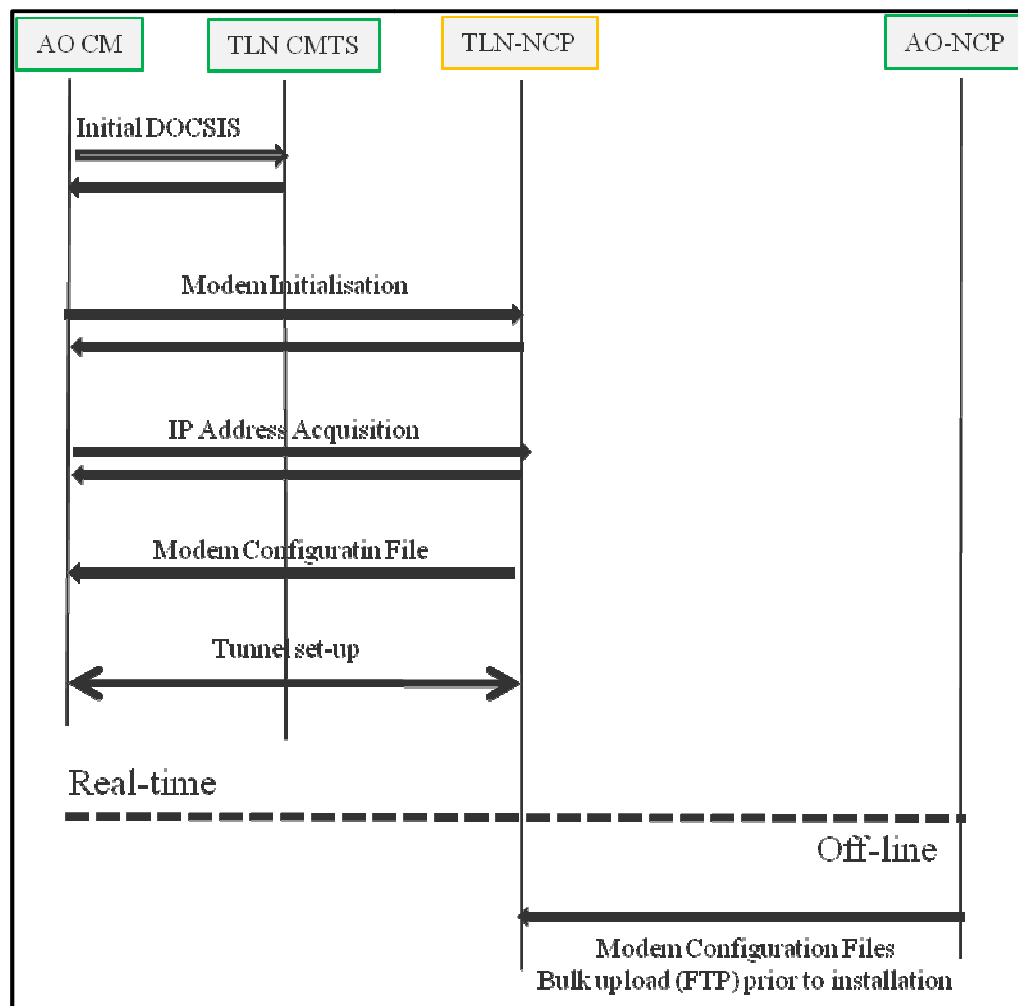 AO CM
TLN CMTS
TLN-NCP
AO-NCP
Initial DOCSIS
Modem Initialisation
IP Address Acquisition
Modem Configuratin File
Tunnel set-up
Real-time
Off-line
Modem Configuration Files
Bulk upload (FTP) prior to installation